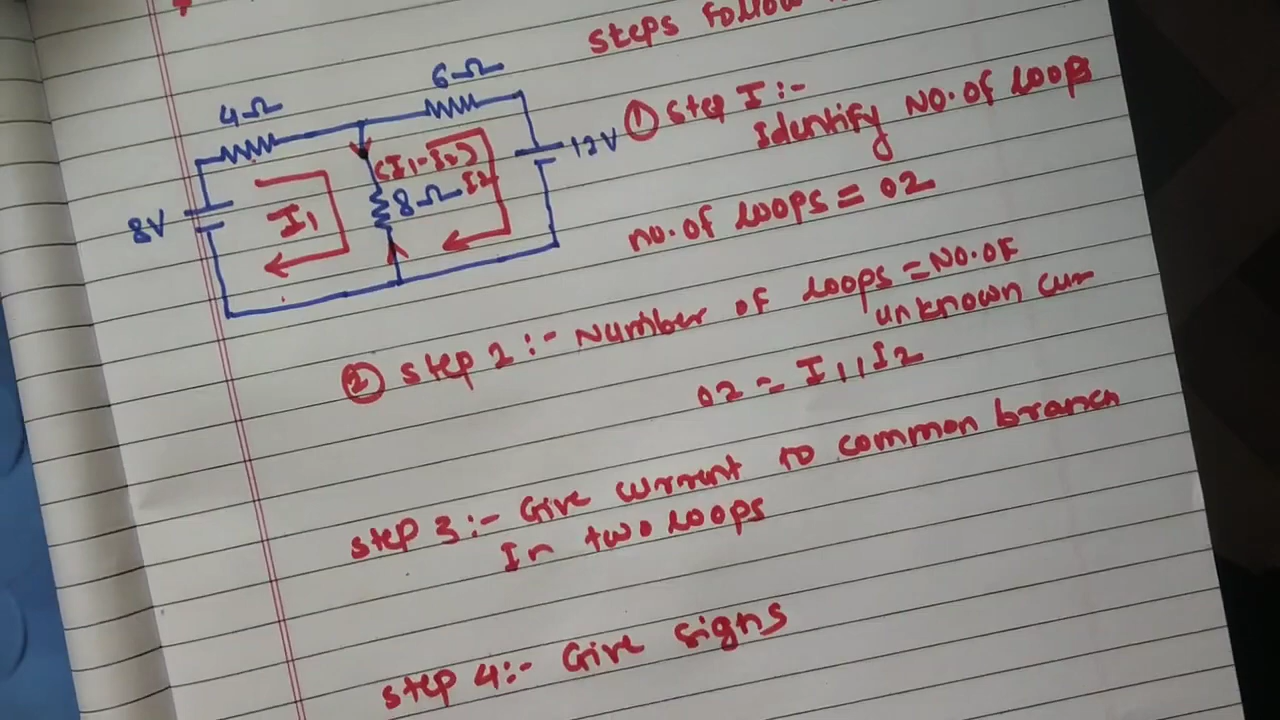 steps follow
6Ω
4Ω
① Step I :-
Identify NO. of loops
12V
(I1-I2)
8Ω I2
I1
8V
no. of loops = 02
② Step 2 :- Number of loops = NO. OF
unknown curr
02 = I1, I2
Step 3 :- Give current to common branch
In two loops
Step 4 :- Give signs